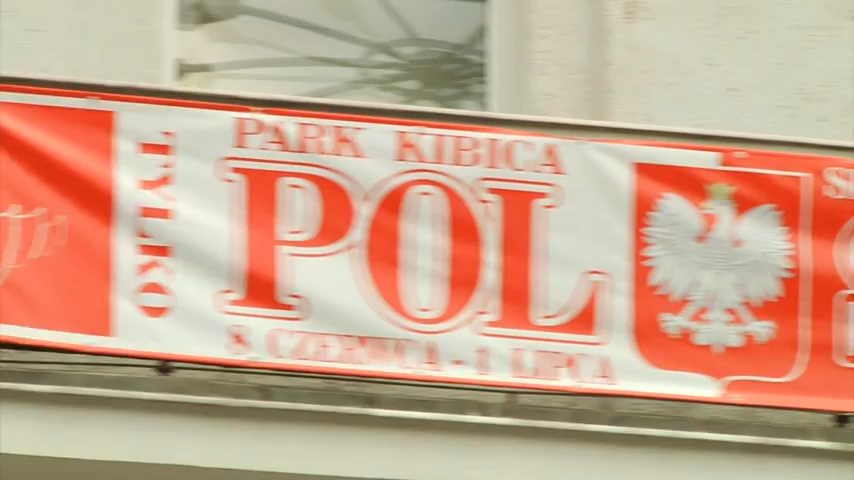 TYLKO
PARK KIBICA
POL
8 CZERWCA - 1 LIPCA